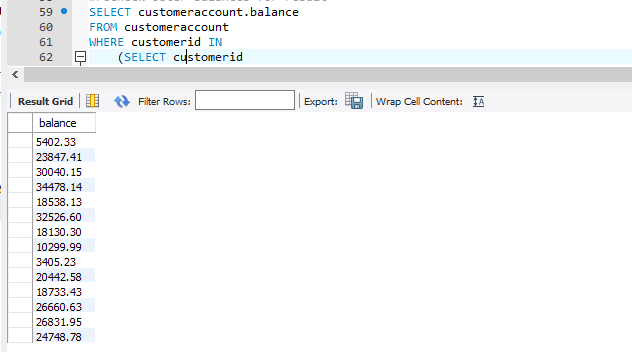 59 SELECT customeraccount.balance
60 FROM customeraccount
61 WHERE customerid IN
62 (SELECT customerid
Result Grid Filter Rows: Export: Wrap Cell Content:
balance
5402.33
23847.41
30040.15
34478.14
18538.13
32526.60
18130.30
10299.99
3405.23
20442.58
18733.43
26660.63
26831.95
24748.78